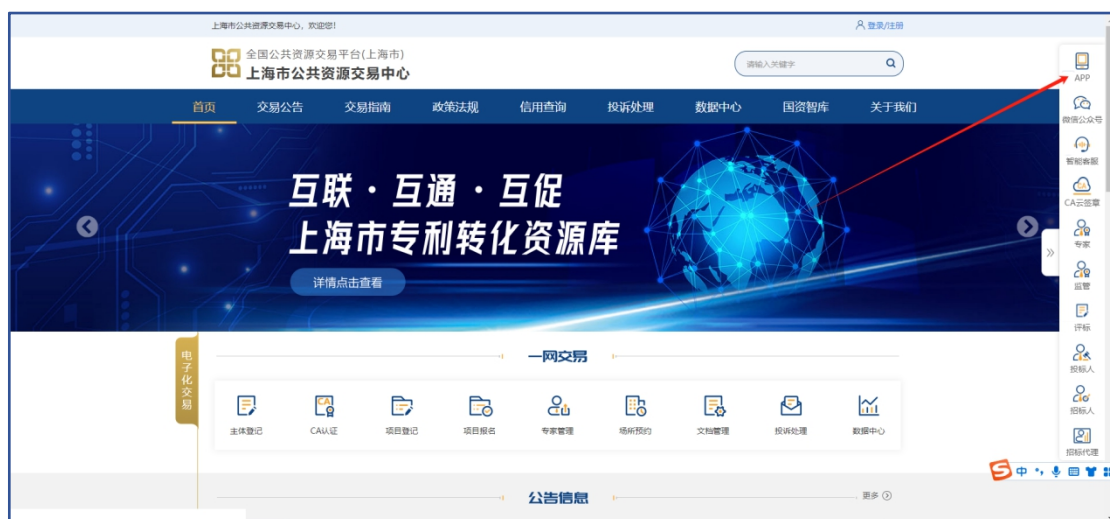 上海市公共资源交易中心，欢迎您!
登录/注册
全国公共资源交易平台(上海市)
上海市公共资源交易中心
请输入关键字
首页 交易公告 交易指南 政策法规 信用查询 投诉处理 数据中心 国资智库 关于我们
互联·互通·互促
上海市专利转化资源库
详情点击查看
APP
微信公众号
智能客服
CA云签章
专家
监管
评标
投标人
招标人
招标代理
电子化交易
一网交易
主体登记 CA认证 项目登记 项目报名 专家管理 场所预约 文档管理 投诉处理 数据中心
中
公告信息
更多